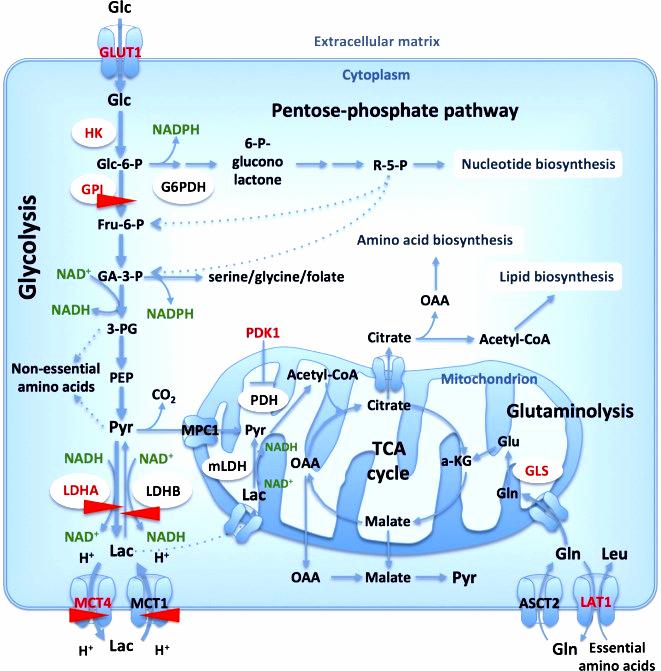 Glc
GLUT1
Extracellular matrix
Cytoplasm
Glc
Pentose-phosphate pathway
HK
NADPH
6-P-
glucono
lactone
Glc-6-P
R-5-P
Nucleotide biosynthesis
GPI
G6PDH
Fru-6-P
Glycolysis
Amino acid biosynthesis
NAD+
GA-3-P
serine/glycine/folate
Lipid biosynthesis
NADH
NADPH
OAA
3-PG
PDK1
Citrate
Acetyl-CoA
Non-essential
amino acids
PEP
Acetyl-CoA
Mitochondrion
CO2
PDH
Citrate
Glutaminolysis
Pyr
MPC1
Pyr
TCA
cycle
Glu
NADH
NAD+
mLDH
NADH
OAA
a-KG
GLS
LDHA
LDHB
NAD+
Lac
Gln
Malate
NAD+
NADH
H+
Lac
H+
Gln
Leu
OAA
Malate
Pyr
MCT4
MCT1
ASCT2
LAT1
H+
Lac
H+
Gln
Essential
amino acids